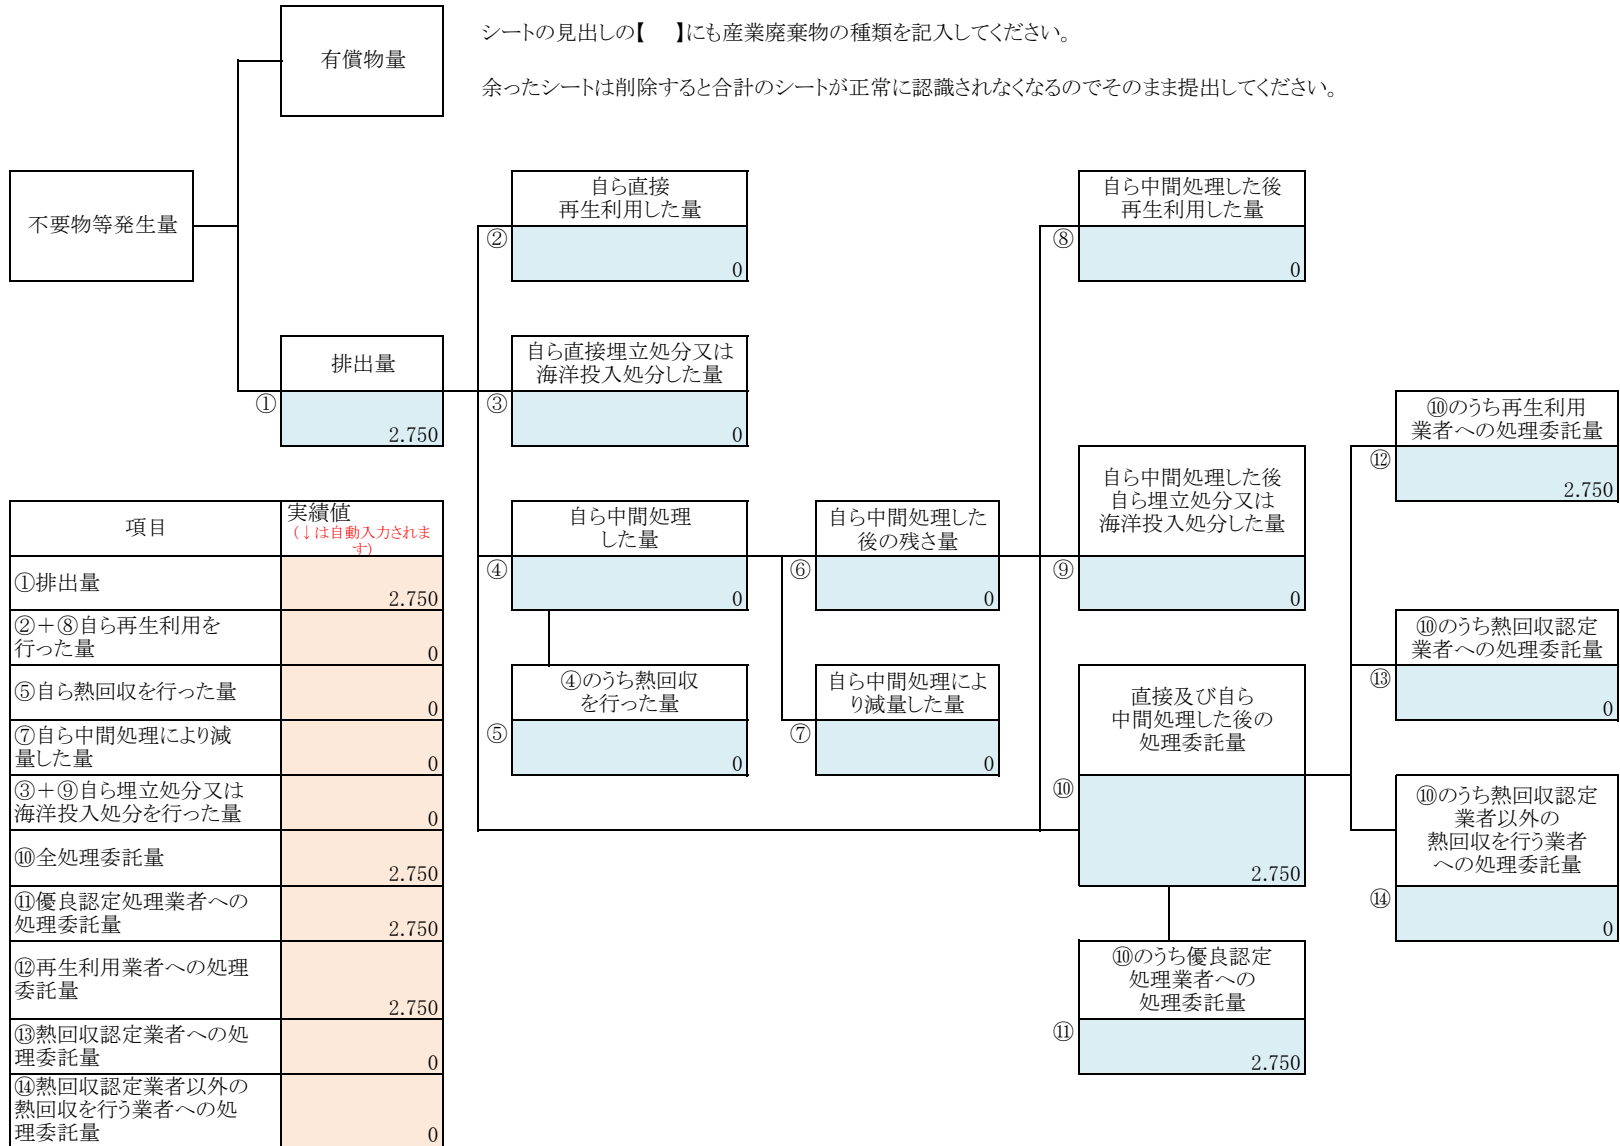 有償物量
シートの見出しの【　】にも産業廃棄物の種類を記入してください。
余ったシートは削除すると合計のシートが正常に認識されなくなるのでそのまま提出してください。
不要物等発生量
自ら直接
再生利用した量
②
0
自ら中間処理した後
再生利用した量
⑧
0
排出量
①
2.750
自ら直接埋立処分又は
海洋投入処分した量
③
0
⑩のうち再生利用
業者への処理委託量
⑫
2.750
自ら中間処理
した量
④
0
自ら中間処理した
後の残さ量
⑥
0
自ら中間処理した後
自ら埋立処分又は
海洋投入処分した量
⑨
0
⑩のうち熱回収認定
業者への処理委託量
⑬
0
④のうち熱回収
を行った量
⑤
0
自ら中間処理によ
り減量した量
⑦
0
直接及び自ら
中間処理した後の
処理委託量
⑩
2.750
⑩のうち熱回収認定
業者以外の
熱回収を行う業者
への処理委託量
⑭
0
⑩のうち優良認定
処理業者への
処理委託量
⑪
2.750
項目
実績値
（↓は自動入力されま
す）
①排出量
2.750
②＋⑧自ら再生利用を
行った量
0
⑤自ら熱回収を行った量
0
⑦自ら中間処理により減
量した量
0
③＋⑨自ら埋立処分又は
海洋投入処分を行った量
0
⑩全処理委託量
2.750
⑪優良認定処理業者への
処理委託量
2.750
⑫再生利用業者への処理
委託量
2.750
⑬熱回収認定業者への処
理委託量
0
⑭熱回収認定業者以外の
熱回収を行う業者への処
理委託量
0